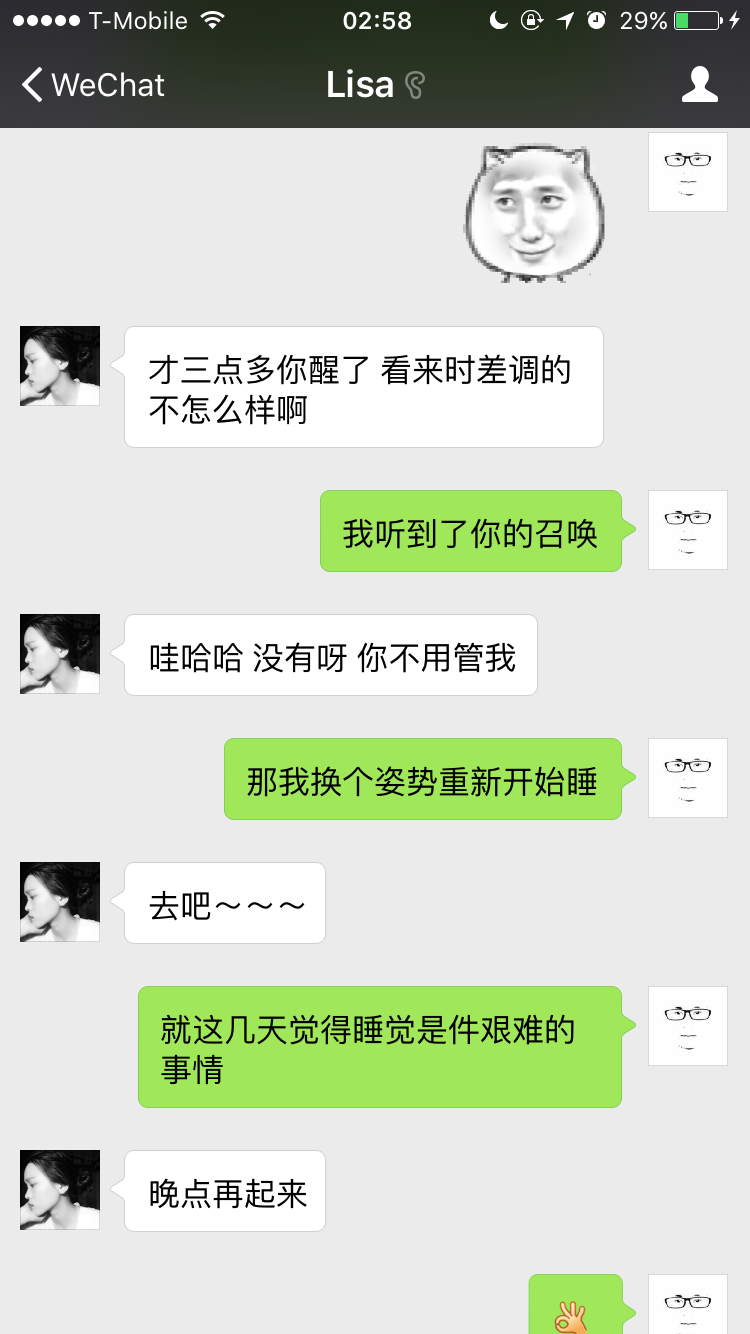 T-Mobile 02:58 29%
WeChat Lisa
才三点多你醒了 看来时差调的
不怎么样啊
我听到了你的召唤
哇哈哈 没有呀 你不用管我
那我换个姿势重新开始睡
去吧～～～
就这几天觉得睡觉是件艰难的
事情
晚点再起来
👌